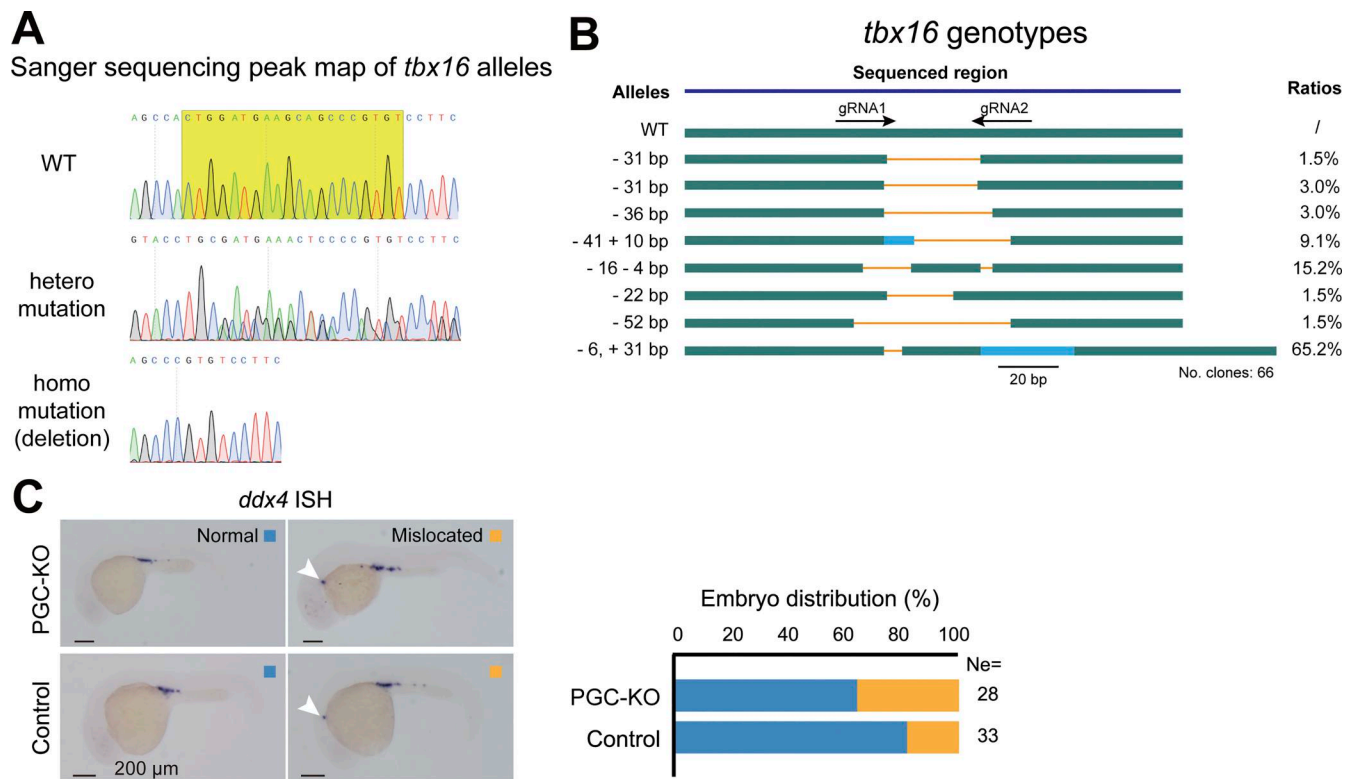 A
Sanger sequencing peak map of tbx16 alleles
AGCCACTGGATGAAGCAGCCCGTGTCCTTC
WT
GTACCTGCGATGAAACTCCCCGTGTCCTTC
hetero
mutation
AGCCCGTGTCCTTC
homo
mutation
(deletion)
B
tbx16 genotypes
Alleles
Sequenced region
Ratios
gRNA1
gRNA2
WT
/
- 31 bp
1.5%
- 31 bp
3.0%
- 36 bp
3.0%
- 41 + 10 bp
9.1%
- 16 - 4 bp
15.2%
- 22 bp
1.5%
- 52 bp
1.5%
- 6, + 31 bp
65.2%
20 bp
No. clones: 66
C
ddx4 ISH
PGC-KO
Normal
Mislocated
Control
200 µm
Embryo distribution (%)
0 20 40 60 80 100
Ne=
PGC-KO
28
Control
33